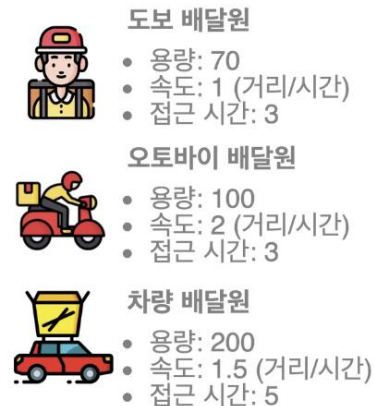 도보 배달원
• 용량: 70
• 속도: 1 (거리/시간)
• 접근 시간: 3
오토바이 배달원
• 용량: 100
• 속도: 2 (거리/시간)
• 접근 시간: 3
차량 배달원
• 용량: 200
• 속도: 1.5 (거리/시간)
• 접근 시간: 5